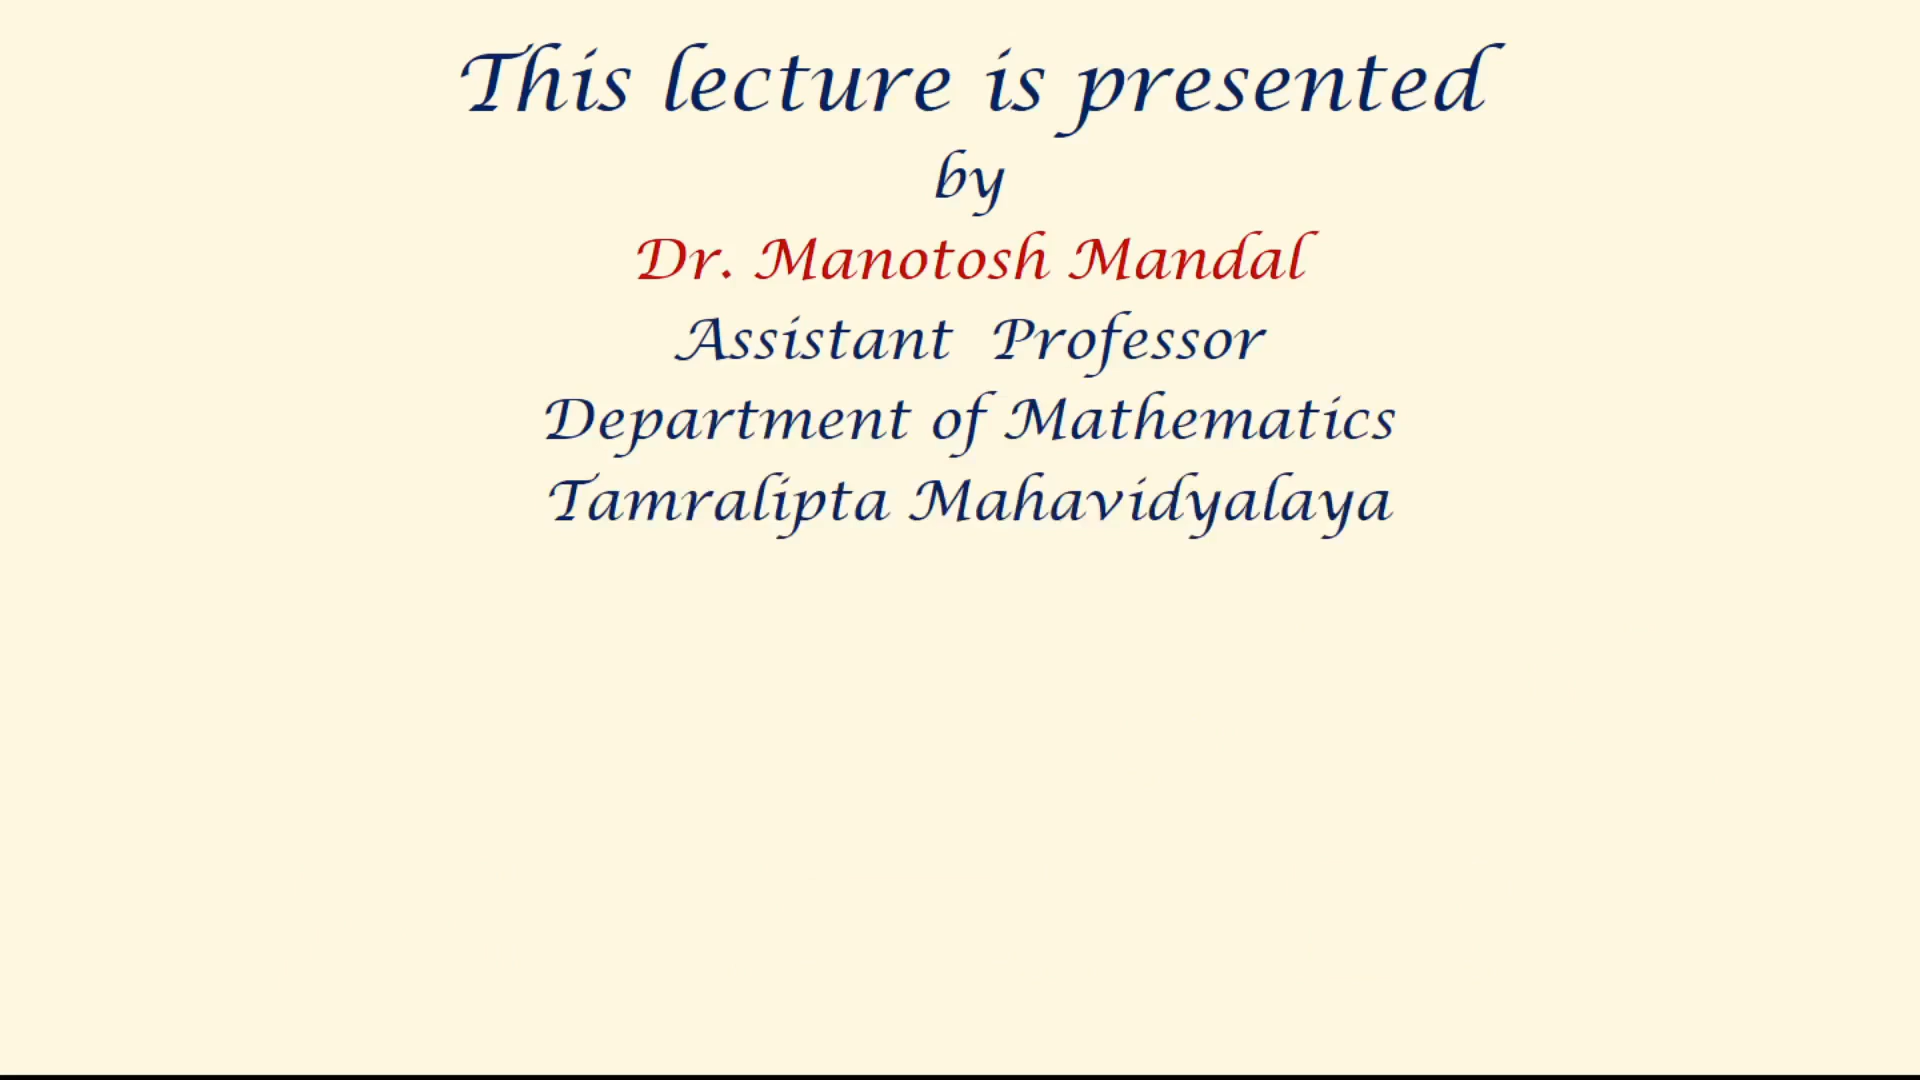 This lecture is presented
by
Dr. Manotosh Mandal
Assistant Professor
Department of Mathematics
Tamralipta Mahavidyalaya